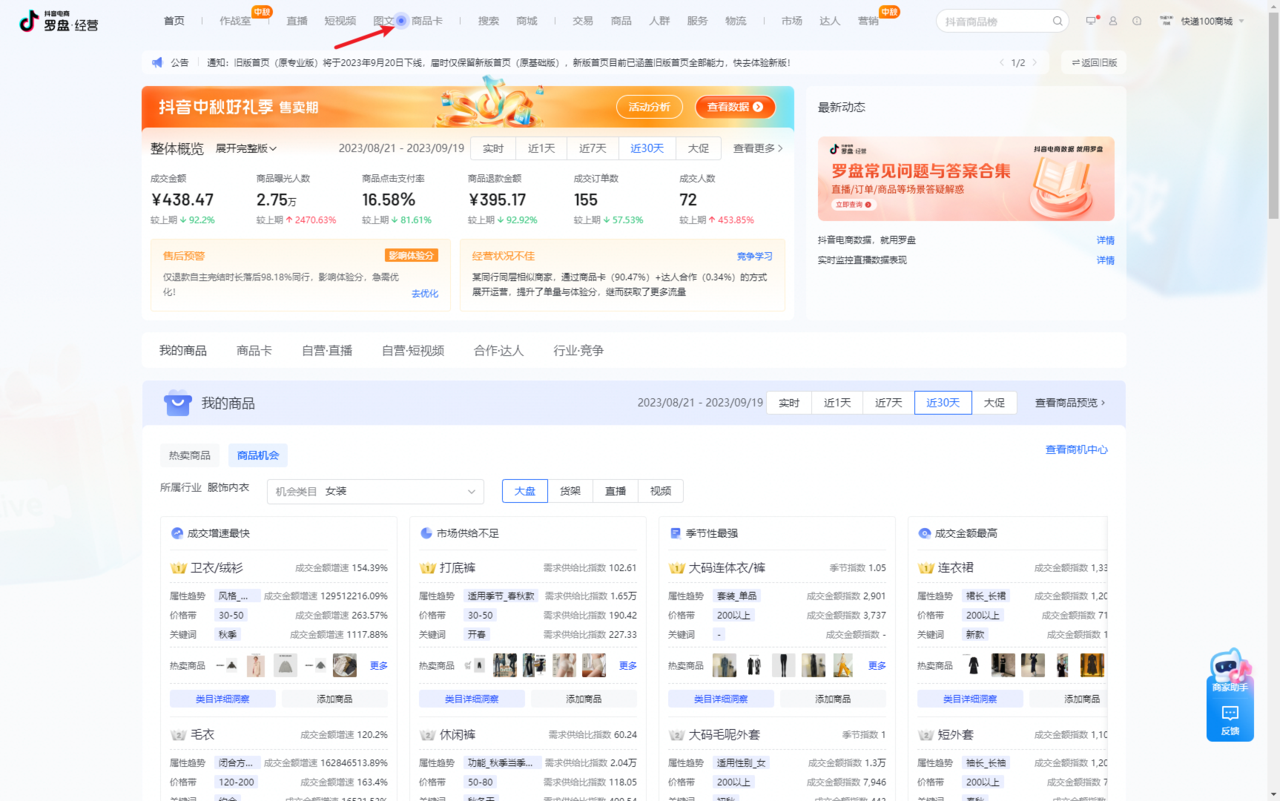 抖音电商
罗盘·经营
首页 作战室 中秋 直播 短视频 图文 商品卡 搜索 商城 交易 商品 人群 服务 物流 市场 达人 营销 中秋
抖音商品榜
快递100商城
公告 通知：旧版首页（原专业版）将于2023年9月20日下线，届时仅保留新版首页（原基础版），新版首页目前已涵盖旧版首页全部能力，快去体验新版！
1/2
返回旧版
抖音中秋好礼季 售卖期
活动分析
查看数据
最新动态
整体概览 展开完整版
2023/08/21 - 2023/09/19 实时 近1天 近7天 近30天 大促 查看更多
成交金额 商品曝光人数 商品点击支付率 商品退款金额 成交订单数 成交人数
¥438.47 2.75万 16.58% ¥395.17 155 72
较上期 92.2% 较上期 2470.63% 较上期 81.61% 较上期 92.92% 较上期 57.53% 较上期 453.85%
抖音电商
罗盘·经营
抖音电商数据 就用罗盘
罗盘常见问题与答案合集
直播/订单/商品等场景答疑解惑
立即查询
抖音电商数据，就用罗盘 详情
实时监控直播数据表现 详情
售后预警 影响体验分
仅退款自主完结时长落后98.18%同行，影响体验分，急需优化！
去优化
经营状况不佳 竞争学习
某同行同层相似商家，通过商品卡（90.47%）+达人合作（0.34%）的方式
展开运营，提升了单量与体验分，继而获取了更多流量
我的商品 商品卡 自营·直播 自营·短视频 合作·达人 行业·竞争
我的商品
2023/08/21 - 2023/09/19 实时 近1天 近7天 近30天 大促 查看商品预览
热卖商品 商品机会
查看商机中心
所属行业 服饰内衣 机会类目 女装 大盘 货架 直播 视频
成交增速最快 市场供给不足 季节性最强 成交金额最高
1 卫衣/绒衫 成交金额增速 154.39%
属性趋势 风格_... 成交金额增速 129512216.09%
价格带 30-50 成交金额增速 263.57%
关键词 秋季 成交金额增速 1117.88%
热卖商品 更多
类目详细洞察 添加商品
1 打底裤 需求供给比指数 102.61
属性趋势 适用季节_春秋款 需求供给比指数 1.65万
价格带 30-50 需求供给比指数 190.42
关键词 开春 需求供给比指数 227.33
热卖商品 更多
类目详细洞察 添加商品
1 大码连体衣/裤 季节指数 1.05
属性趋势 套装_单品 成交金额指数 2,901
价格带 200以上 成交金额指数 3,737
关键词 - 成交金额指数 -
热卖商品 更多
类目详细洞察 添加商品
1 连衣裙 成交金额指数 1,33
属性趋势 裙长_长裙 成交金额指数 1,20
价格带 200以上 成交金额指数 71
关键词 新款 成交金额指数 1,10
热卖商品
类目详细洞察 添加商品
2 毛衣 成交金额增速 120.2%
属性趋势 闭合方... 成交金额增速 162846513.89%
价格带 120-200 成交金额增速 163.4%
2 休闲裤 需求供给比指数 60.24
属性趋势 功能_秋季当季... 需求供给比指数 2.04万
价格带 50-80 需求供给比指数 118.05
2 大码毛呢外套 季节指数 1
属性趋势 适用性别_女 成交金额指数 1.3万
价格带 200以上 成交金额指数 7,946
2 短外套 成交金额指数 1,10
属性趋势 袖长_长袖 成交金额指数 1,20
价格带 200以上 成交金额指数 7
商家助手
反馈